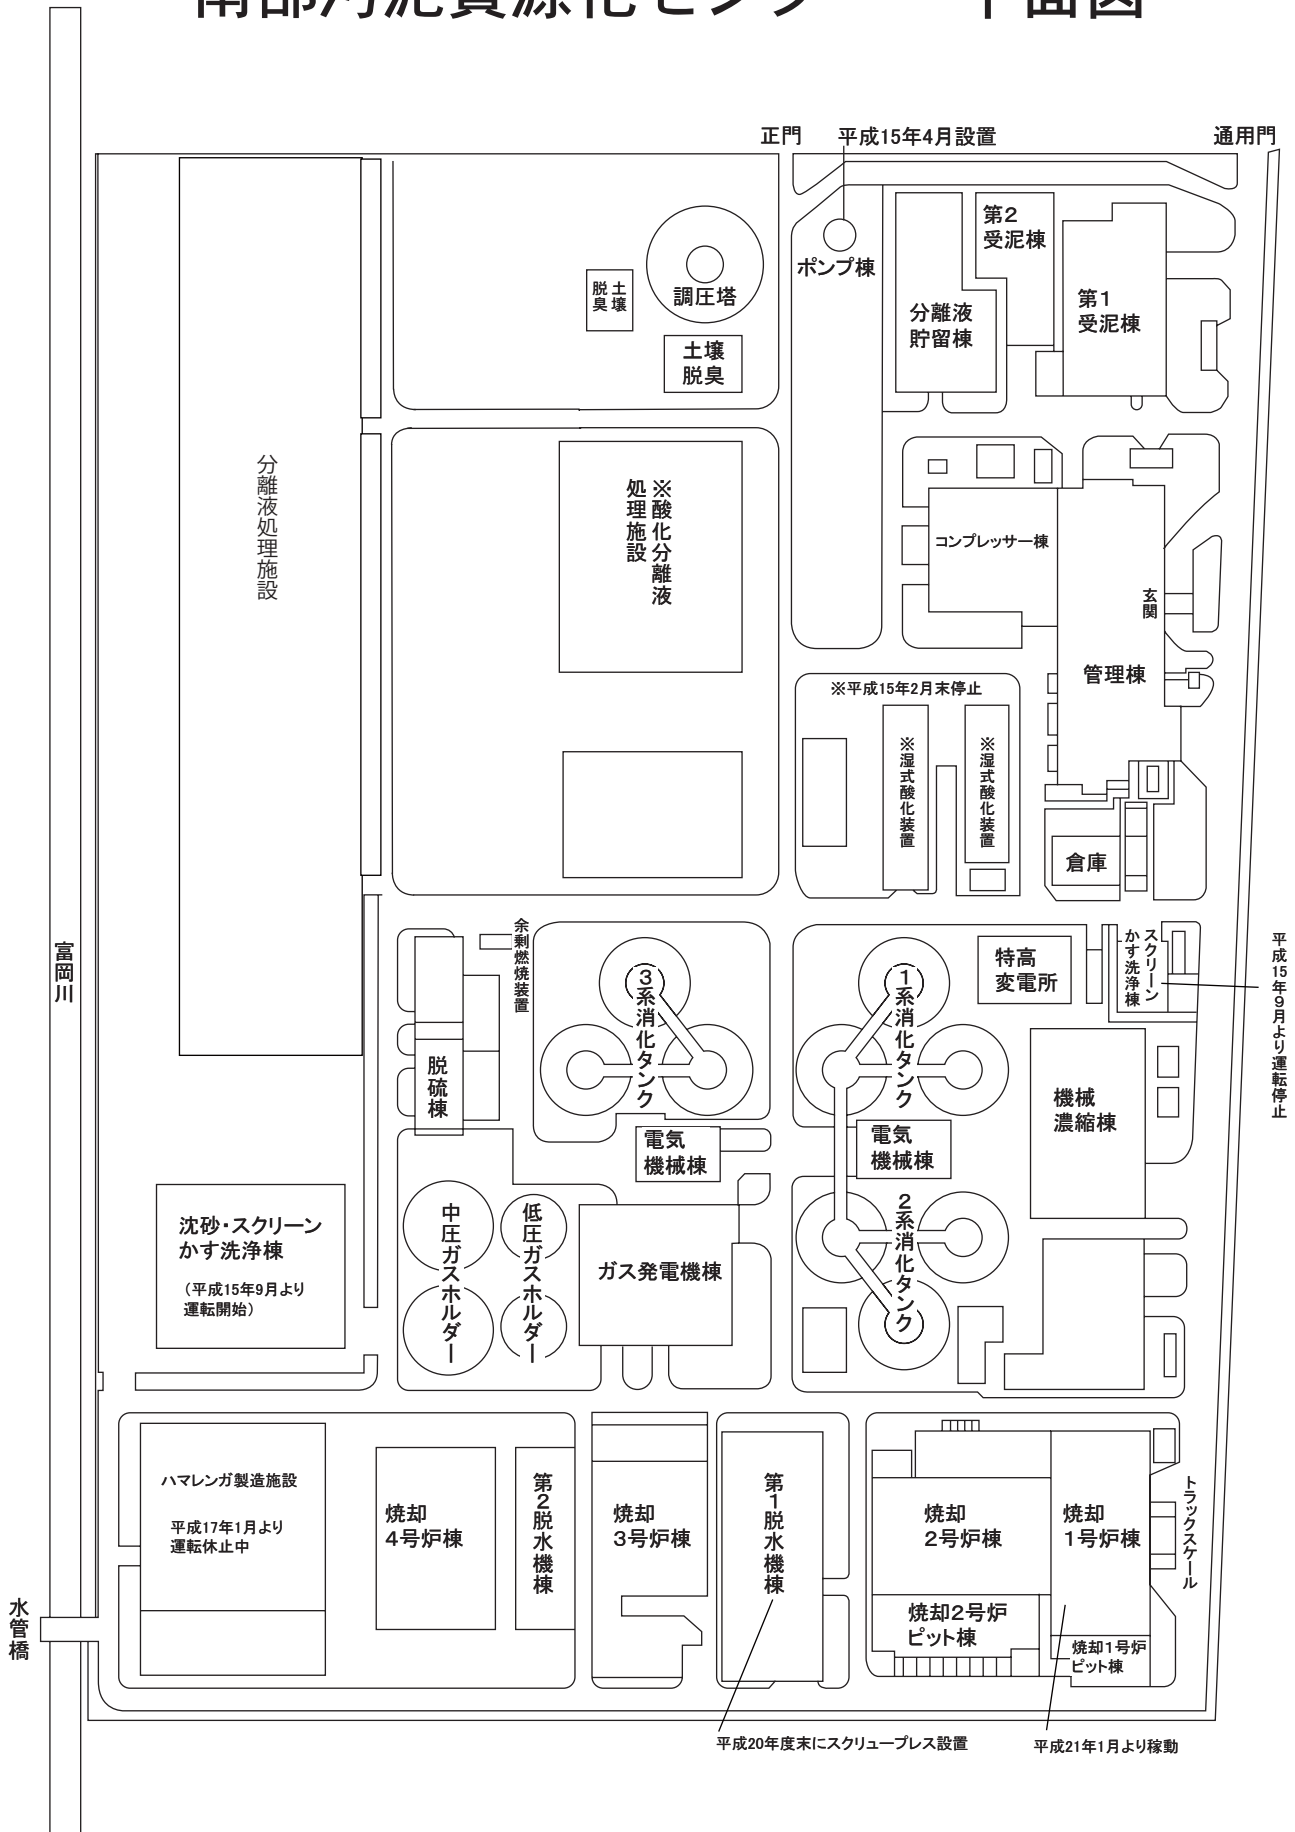 南部汚泥資源化センター 平面図
正門
平成15年4月設置
通用門
ポンプ棟
第2
受泥棟
第1
受泥棟
分離液
貯留棟
調圧塔
土壌
脱臭
土壌
脱臭
分離液処理施設
※酸化分離液
処理施設
コンプレッサー棟
玄関
管理棟
※平成15年2月末停止
※湿式酸化装置
※湿式酸化装置
倉庫
富岡川
余剰燃焼装置
3系消化タンク
1系消化タンク
特高
変電所
スクリーン
かす洗浄棟
平成15年9月より運転停止
脱硫棟
機械
濃縮棟
電気
機械棟
電気
機械棟
沈砂・スクリーン
かす洗浄棟
(平成15年9月より
運転開始)
中圧ガスホルダー
低圧ガスホルダー
ガス発電機棟
2系消化タンク
ハマレンガ製造施設
平成17年1月より
運転休止中
焼却
4号炉棟
第2脱水機棟
焼却
3号炉棟
第1脱水機棟
焼却
2号炉棟
焼却
1号炉棟
トラックスケール
焼却2号炉
ピット棟
焼却1号炉
ピット棟
水管橋
平成20年度末にスクリュープレス設置
平成21年1月より稼動